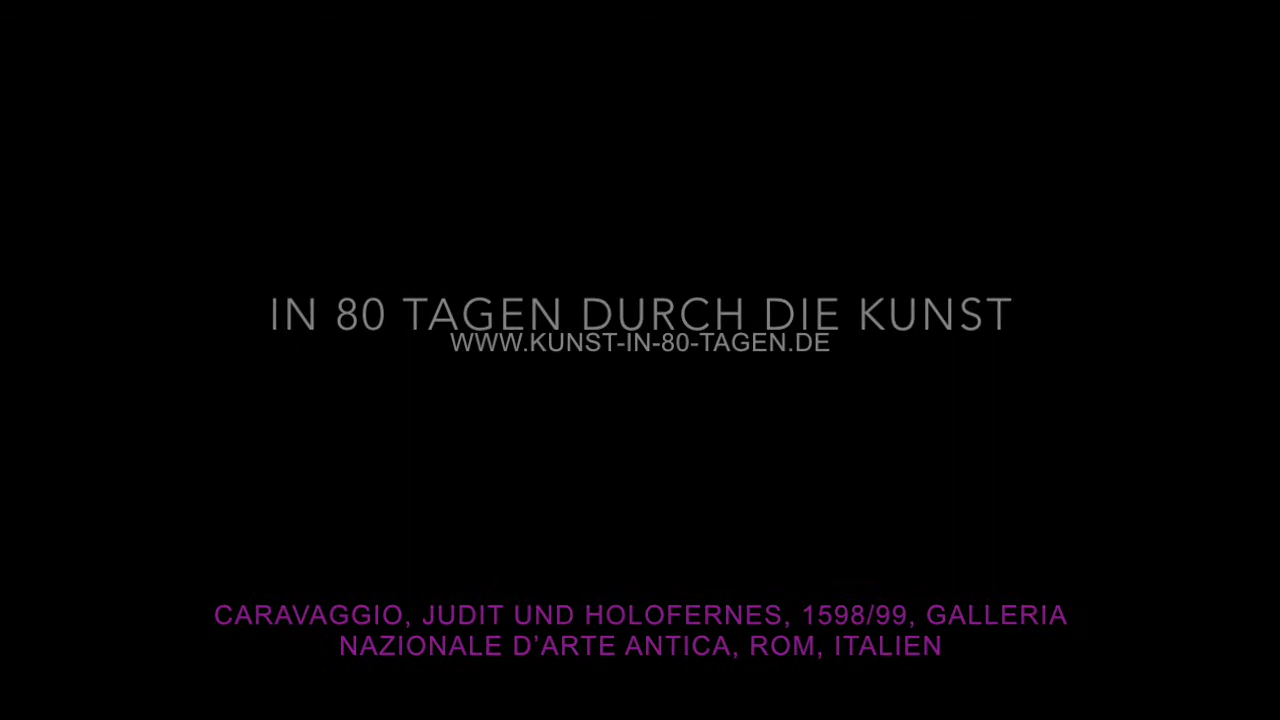 IN 80 TAGEN DURCH DIE KUNST
WWW.KUNST-IN-80-TAGEN.DE
CARAVAGGIO, JUDIT UND HOLOFERNES, 1598/99, GALLERIA
NAZIONALE D’ARTE ANTICA, ROM, ITALIEN